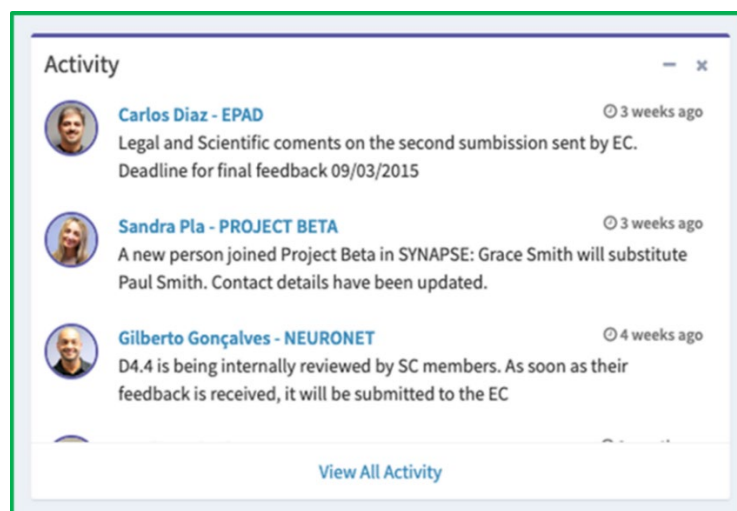 Activity
Carlos Diaz - EPAD
3 weeks ago
Legal and Scientific coments on the second sumbission sent by EC.
Deadline for final feedback 09/03/2015
Sandra Pla - PROJECT BETA
3 weeks ago
A new person joined Project Beta in SYNAPSE: Grace Smith will substitute
Paul Smith. Contact details have been updated.
Gilberto Gonçalves - NEURONET
4 weeks ago
D4.4 is being internally reviewed by SC members. As soon as their
feedback is received, it will be submitted to the EC
View All Activity